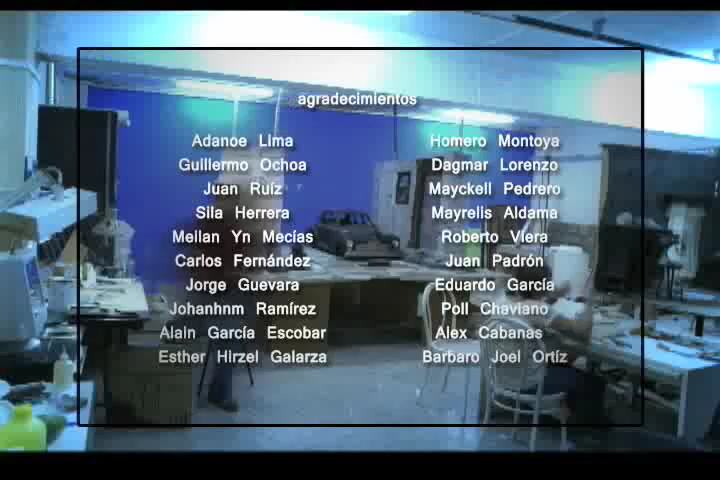 agradecimientos
Adanoe Lima
Guillermo Ochoa
Juan Ruíz
Sila Herrera
Meilan Yn Mecías
Carlos Fernández
Jorge Guevara
Johanhnm Ramírez
Alain García Escobar
Esther Hirzel Galarza
Homero Montoya
Dagmar Lorenzo
Mayckell Pedrero
Mayrelis Aldama
Roberto Viera
Juan Padrón
Eduardo García
Poll Chaviano
Alex Cabanas
Barbaro Joel Ortíz